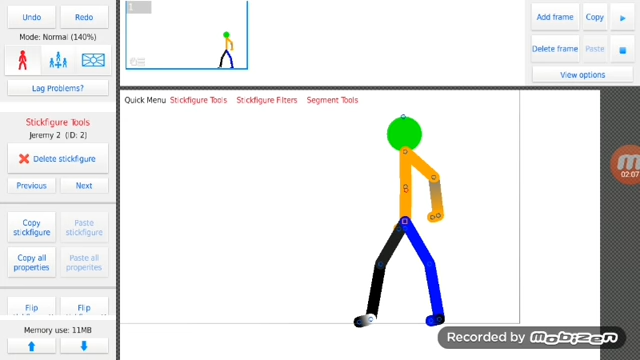 Undo Redo
Mode: Normal (140%)
Lag Problems?
Stickfigure Tools
Jeremy 2 (ID: 2)
Delete stickfigure
Previous Next
Copy stickfigure
Paste stickfigure
Copy all properties
Paste all properites
Flip Flip
Memory use: 11MB
1
Quick Menu Stickfigure Tools Stickfigure Filters Segment Tools
Add frame Copy
Delete frame Paste
View options
02:07
Recorded by Mobizen